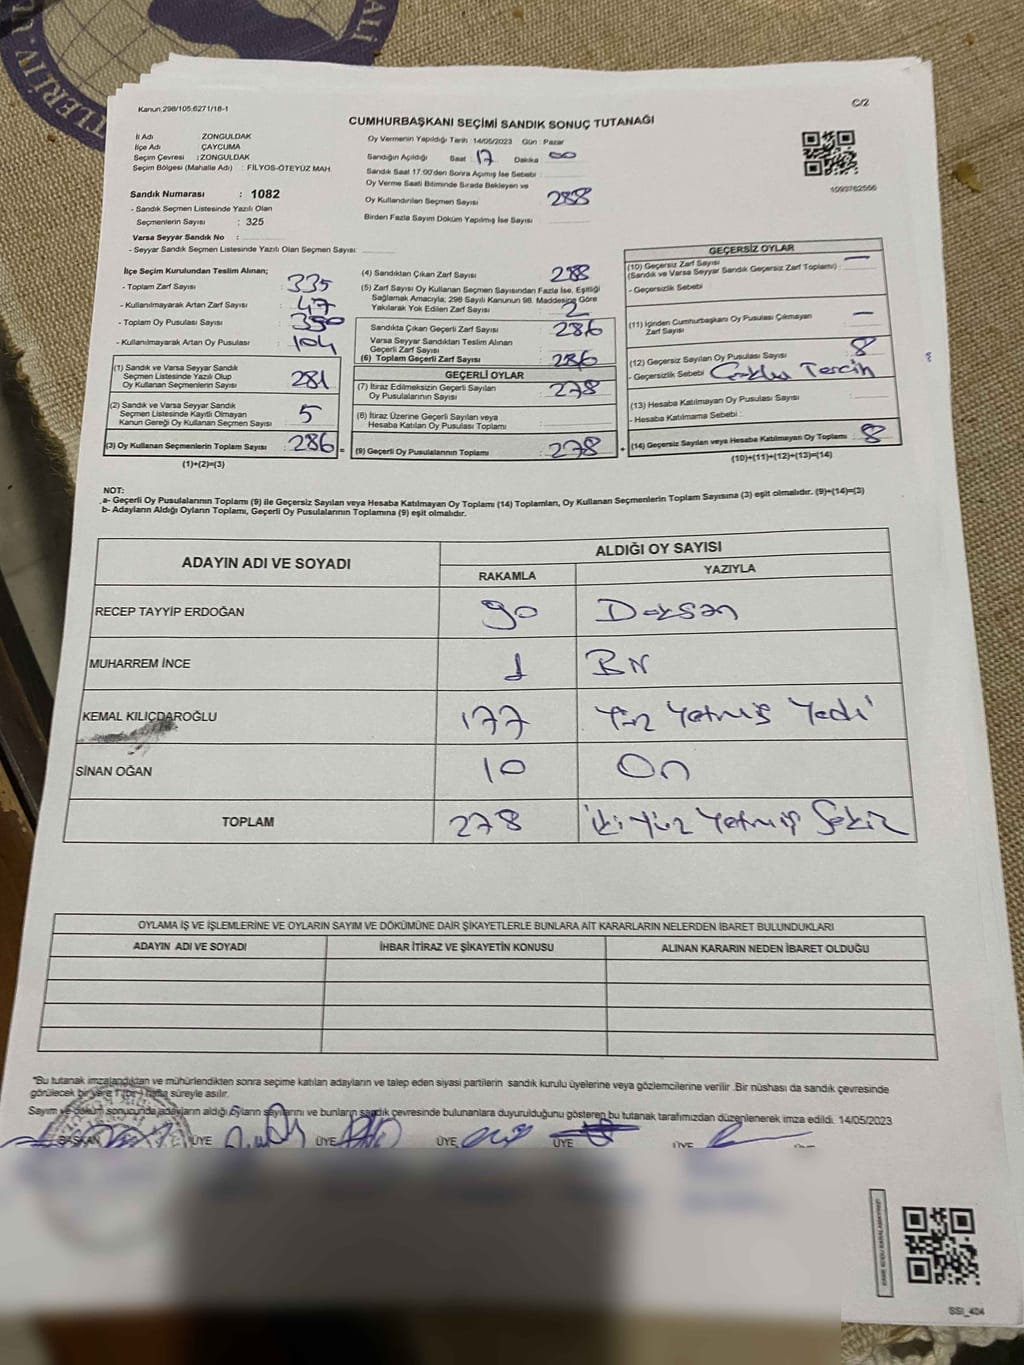 Kanun:298/105,6271/18-1
C/2
CUMHURBAŞKANI SEÇİMİ SANDIK SONUÇ TUTANAĞI
İl Adı ZONGULDAK
İlçe Adı ÇAYCUMA
Seçim Çevresi : ZONGULDAK
Seçim Bölgesi (Mahalle Adı) : FİLYOS-ÖTEYÜZ MAH.
Sandık Numarası : 1082
- Sandık Seçmen Listesinde Yazılı Olan
Seçmenlerin Sayısı : 325
Varsa Seyyar Sandık No :
- Seyyar Sandık Seçmen Listesinde Yazılı Olan Seçmen Sayısı :
Oy Vermenin Yapıldığı Tarih :14/05/2023 Gün : Pazar
Sandığın Açıldığı Saat : 17 Dakika : 00
Sandık Saat 17:00'den Sonra Açılmış İse Sebebi :
Oy Verme Saati Bitiminde Sırada Bekleyen ve
Oy Kullandırılan Seçmen Sayısı : 288
Birden Fazla Sayım Döküm Yapılmış İse Sayısı :
1093762566
İlçe Seçim Kurulundan Teslim Alınan;
- Toplam Zarf Sayısı : 335
- Kullanılmayarak Artan Zarf Sayısı : 47
- Toplam Oy Pusulası Sayısı : 390
- Kullanılmayarak Artan Oy Pusulası : 104
(1) Sandık ve Varsa Seyyar Sandık
Seçmen Listesinde Yazılı Olup
Oy Kullanan Seçmenlerin Sayısı : 281
(2) Sandık ve Varsa Seyyar Sandık
Seçmen Listesinde Kayıtlı Olmayan
Kanun Gereği Oy Kullanan Seçmen Sayısı : 5
(3) Oy Kullanan Seçmenlerin Toplam Sayısı : 286 =
(1)+(2)=(3)
(4) Sandıktan Çıkan Zarf Sayısı : 288
(5) Zarf Sayısı Oy Kullanan Seçmen Sayısından Fazla İse, Eşitliği
Sağlamak Amacıyla; 298 Sayılı Kanunun 98. Maddesine Göre
Yakılarak Yok Edilen Zarf Sayısı : 2
Sandıkta Çıkan Geçerli Zarf Sayısı : 286
Varsa Seyyar Sandıktan Teslim Alınan
Geçerli Zarf Sayısı :
(6) Toplam Geçerli Zarf Sayısı : 286
GEÇERLİ OYLAR
(7) İtiraz Edilmeksizin Geçerli Sayılan
Oy Pusulalarının Sayısı : 278
(8) İtiraz Üzerine Geçerli Sayılan veya
Hesaba Katılan Oy Pusulası Toplamı :
(9) Geçerli Oy Pusulalarının Toplamı : 278 +
GEÇERSİZ OYLAR
(10) Geçersiz Zarf Sayısı
(Sandık ve Varsa Seyyar Sandık Geçersiz Zarf Toplamı) : —
- Geçersizlik Sebebi
(11) İçinden Cumhurbaşkanı Oy Pusulası Çıkmayan
Zarf Sayısı : —
(12) Geçersiz Sayılan Oy Pusulası Sayısı : 8
- Geçersizlik Sebebi : Çoklu Tercih
(13) Hesaba Katılmayan Oy Pusulası Sayısı :
- Hesaba Katılmama Sebebi :
(14) Geçersiz Sayılan veya Hesaba Katılmayan Oy Toplamı : 8
(10)+(11)+(12)+(13)=(14)
NOT:
a- Geçerli Oy Pusulalarının Toplamı (9) ile Geçersiz Sayılan veya Hesaba Katılmayan Oy Toplamı (14) Toplamları, Oy Kullanan Seçmenlerin Toplam Sayısına (3) eşit olmalıdır. (9)+(14)=(3)
b- Adayların Aldığı Oyların Toplamı, Geçerli Oy Pusulalarının Toplamına (9) eşit olmalıdır.
ADAYIN ADI VE SOYADI
ALDIĞI OY SAYISI
RAKAMLA YAZIYLA
RECEP TAYYİP ERDOĞAN 90 Doksan
MUHARREM İNCE 1 BİR
KEMAL KILIÇDAROĞLU 177 Yüz Yetmiş Yedi
SİNAN OĞAN 10 On
TOPLAM 278 İki Yüz Yetmiş Sekiz
OYLAMA İŞ VE İŞLEMLERİNE VE OYLARIN SAYIM VE DÖKÜMÜNE DAİR ŞİKAYETLERLE BUNLARA AİT KARARLARIN NELERDEN İBARET BULUNDUKLARI
ADAYIN ADI VE SOYADI İHBAR İTİRAZ VE ŞİKAYETİN KONUSU ALINAN KARARIN NEDEN İBARET OLDUĞU
*Bu tutanak imzalandıktan ve mühürlendikten sonra seçime katılan adayların ve talep eden siyasi partilerin sandık kurulu üyelerine veya gözlemcilerine verilir .Bir nüshası da sandık çevresinde
görülecek bir yere 1 (bir) hafta süreyle asılır.
Sayım ve döküm sonucunda adayların aldığı oyların sayılarını ve bunların sandık çevresinde bulunanlara duyurulduğunu gösteren bu tutanak tarafımızdan düzenlenerek imza edildi. 14/05/2023
BAŞKAN ÜYE ÜYE ÜYE ÜYE ÜYE
SSI_404